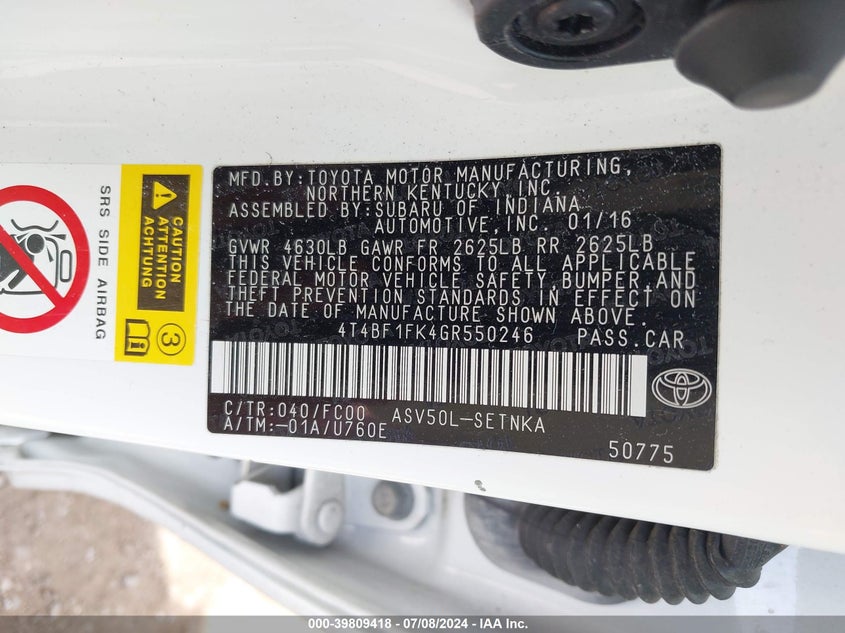 SRS SIDE AIRBAG
CAUTION
ATTENTION
ACHTUNG
3
MFD.BY:TOYOTA MOTOR MANUFACTURING,
NORTHERN KENTUCKY, INC.
ASSEMBLED BY:SUBARU OF INDIANA
AUTOMOTIVE,INC. 01/16
GVWR 4630LB GAWR FR 2625LB RR 2625LB
THIS VEHICLE CONFORMS TO ALL APPLICABLE
FEDERAL MOTOR VEHICLE SAFETY,BUMPER,AND
THEFT PREVENTION STANDARDS IN EFFECT ON
THE DATE OF MANUFACTURE SHOWN ABOVE.
4T4BF1FK4GR550246 PASS.CAR
C/TR:040/FC00 ASV50L-SETNKA
A/TM:-01A/U760E
50775
000-39809418 - 07/08/2024 - IAA Inc.